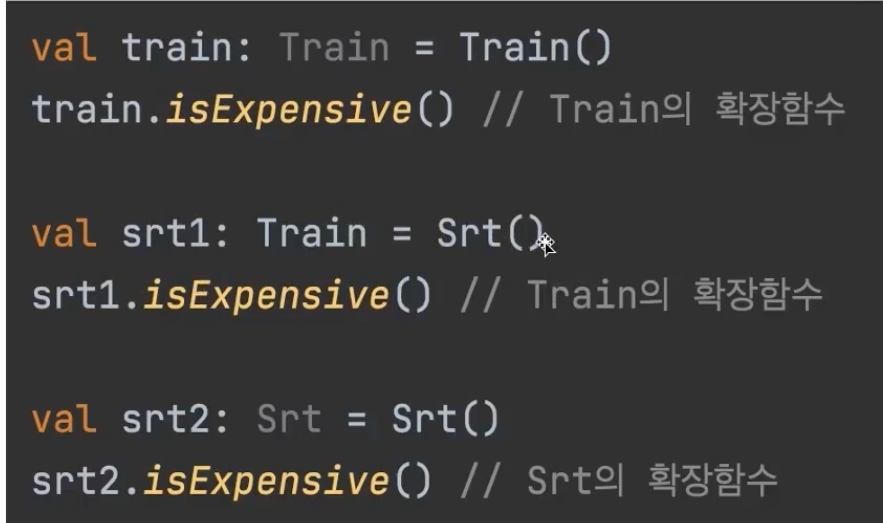 val train: Train = Train()
train.isExpensive() // Train의 확장함수
val srt1: Train = Srt()
srt1.isExpensive() // Train의 확장함수
val srt2: Srt = Srt()
srt2.isExpensive() // Srt의 확장함수